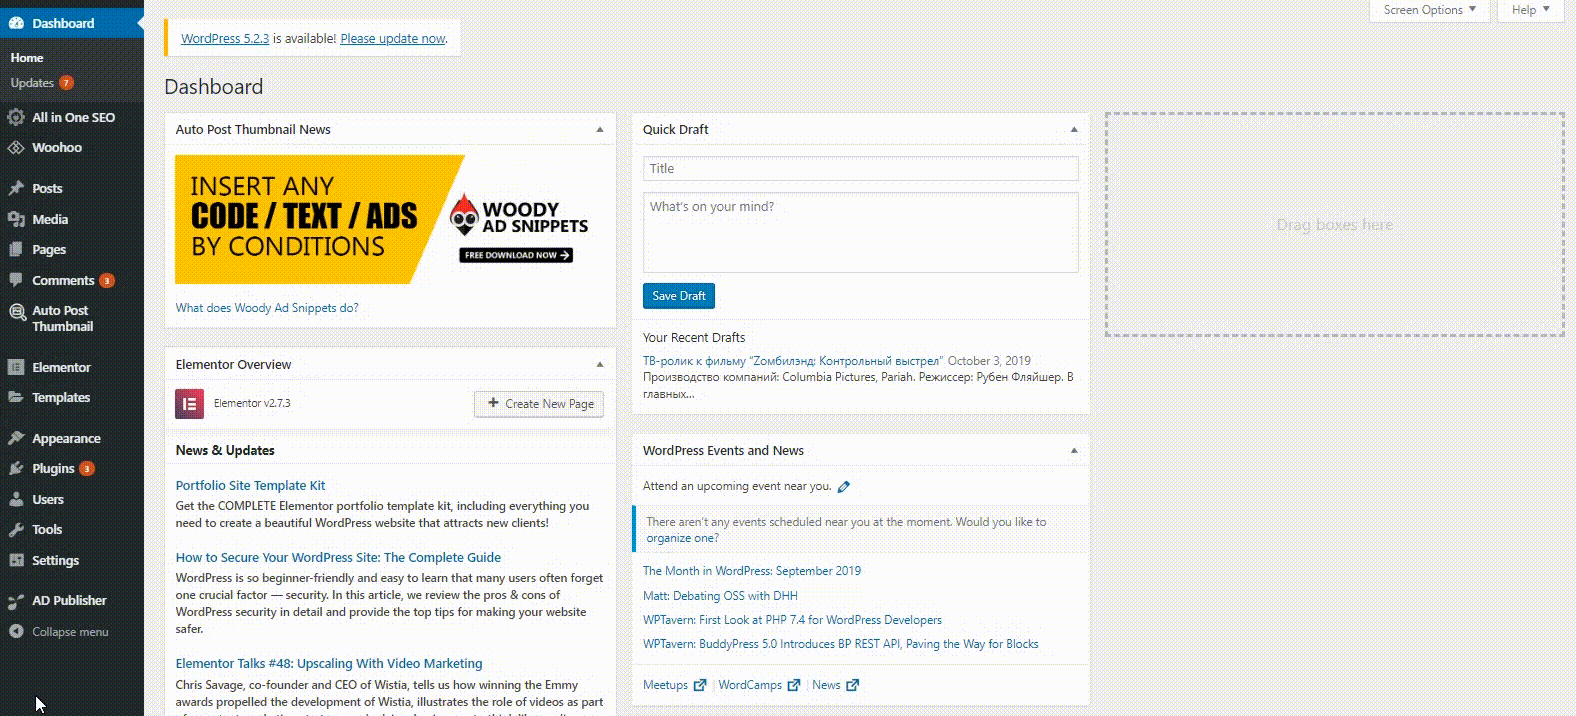 Dashboard
Home
Updates 7
All in One SEO
Woohoo
Posts
Media
Pages
Comments 3
Auto Post
Thumbnail
Elementor
Templates
Appearance
Plugins 3
Users
Tools
Settings
AD Publisher
Collapse menu
Screen Options
Help
WordPress 5.2.3 is available! Please update now.
Dashboard
Auto Post Thumbnail News
INSERT ANY
CODE / TEXT / ADS
BY CONDITIONS
WOODY
AD SNIPPETS
FREE DOWNLOAD NOW
What does Woody Ad Snippets do?
Elementor Overview
Elementor v2.7.3
Create New Page
News & Updates
Portfolio Site Template Kit
Get the COMPLETE Elementor portfolio template kit, including everything you
need to create a beautiful WordPress website that attracts new clients!
How to Secure Your WordPress Site: The Complete Guide
WordPress is so beginner-friendly and easy to learn that many users often forget
one crucial factor — security. In this article, we review the pros & cons of
WordPress security in detail and provide the top tips for making your website
safer.
Elementor Talks #48: Upscaling With Video Marketing
Chris Savage, co-founder and CEO of Wistia, tells us how winning the Emmy
awards propelled the development of Wistia, illustrates the role of videos as part
Quick Draft
Title
What's on your mind?
Save Draft
Your Recent Drafts
ТВ-ролик к фильму "Zомбилэнд: Контрольный выстрел" October 3, 2019
Производство компаний: Columbia Pictures, Pariah. Режиссер: Рубен Фляйшер. В
главных...
WordPress Events and News
Attend an upcoming event near you.
There aren't any events scheduled near you at the moment. Would you like to
organize one?
The Month in WordPress: September 2019
Matt: Debating OSS with DHH
WPTavern: First Look at PHP 7.4 for WordPress Developers
WPTavern: BuddyPress 5.0 Introduces BP REST API, Paving the Way for Blocks
Meetups | WordCamps | News
Drag boxes here